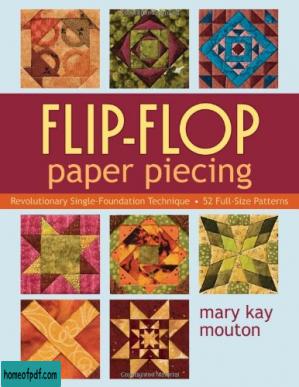 FLIP-FLOP
paper piecing
Revolutionary Single-Foundation Technique • 52 Full-Size Patterns
mary kay
mouton
homeofpdf.com